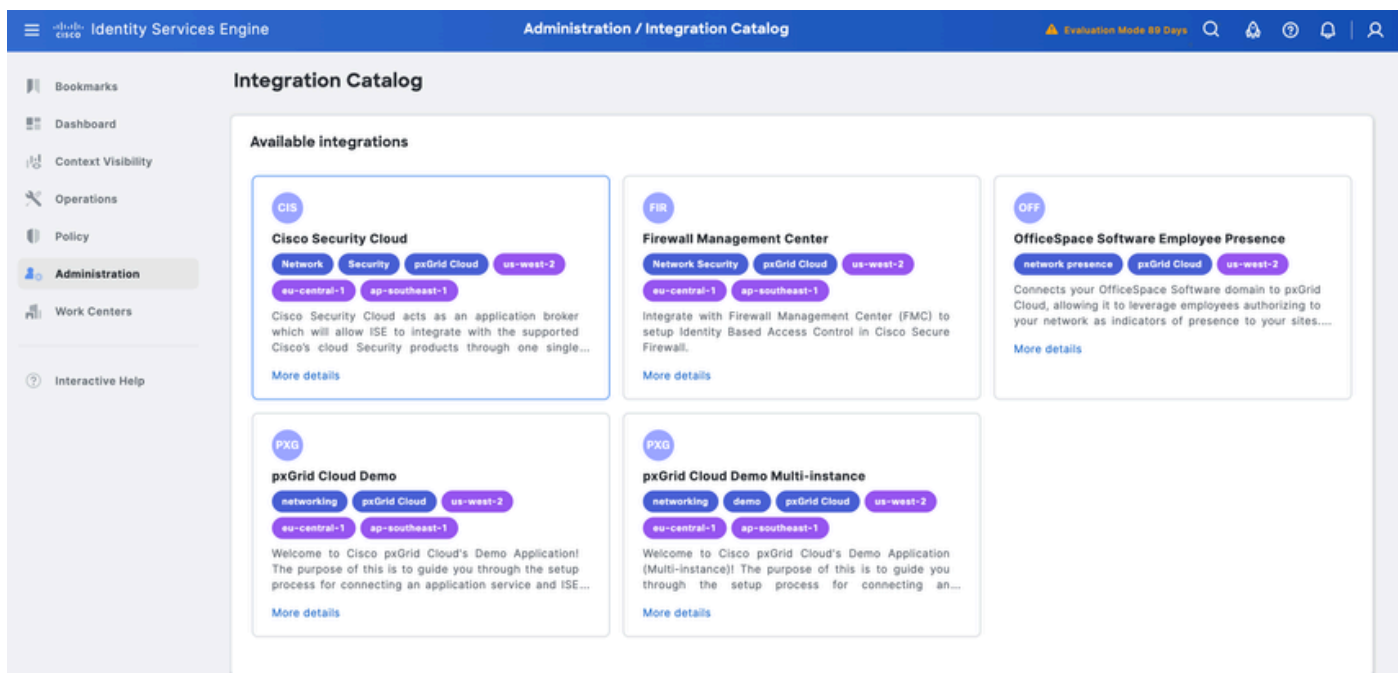 cisco Identity Services Engine
Administration / Integration Catalog
Evaluation Mode 89 Days
Bookmarks
Dashboard
Context Visibility
Operations
Policy
Administration
Work Centers
Interactive Help
Integration Catalog
Available integrations
CIS
Cisco Security Cloud
Network Security pxGrid Cloud us-west-2
eu-central-1 ap-southeast-1
Cisco Security Cloud acts as an application broker
which will allow ISE to integrate with the supported
Cisco's cloud Security products through one single...
More details
FIR
Firewall Management Center
Network Security pxGrid Cloud us-west-2
eu-central-1 ap-southeast-1
Integrate with Firewall Management Center (FMC) to
setup Identity Based Access Control in Cisco Secure
Firewall.
More details
OFF
OfficeSpace Software Employee Presence
network presence pxGrid Cloud us-west-2
Connects your OfficeSpace Software domain to pxGrid
Cloud, allowing it to leverage employees authorizing to
your network as indicators of presence to your sites....
More details
PXG
pxGrid Cloud Demo
networking pxGrid Cloud us-west-2
eu-central-1 ap-southeast-1
Welcome to Cisco pxGrid Cloud's Demo Application!
The purpose of this is to guide you through the setup
process for connecting an application service and ISE...
More details
PXG
pxGrid Cloud Demo Multi-instance
networking demo pxGrid Cloud us-west-2
eu-central-1 ap-southeast-1
Welcome to Cisco pxGrid Cloud's Demo Application
(Multi-instance)! The purpose of this is to guide you
through the setup process for connecting an...
More details